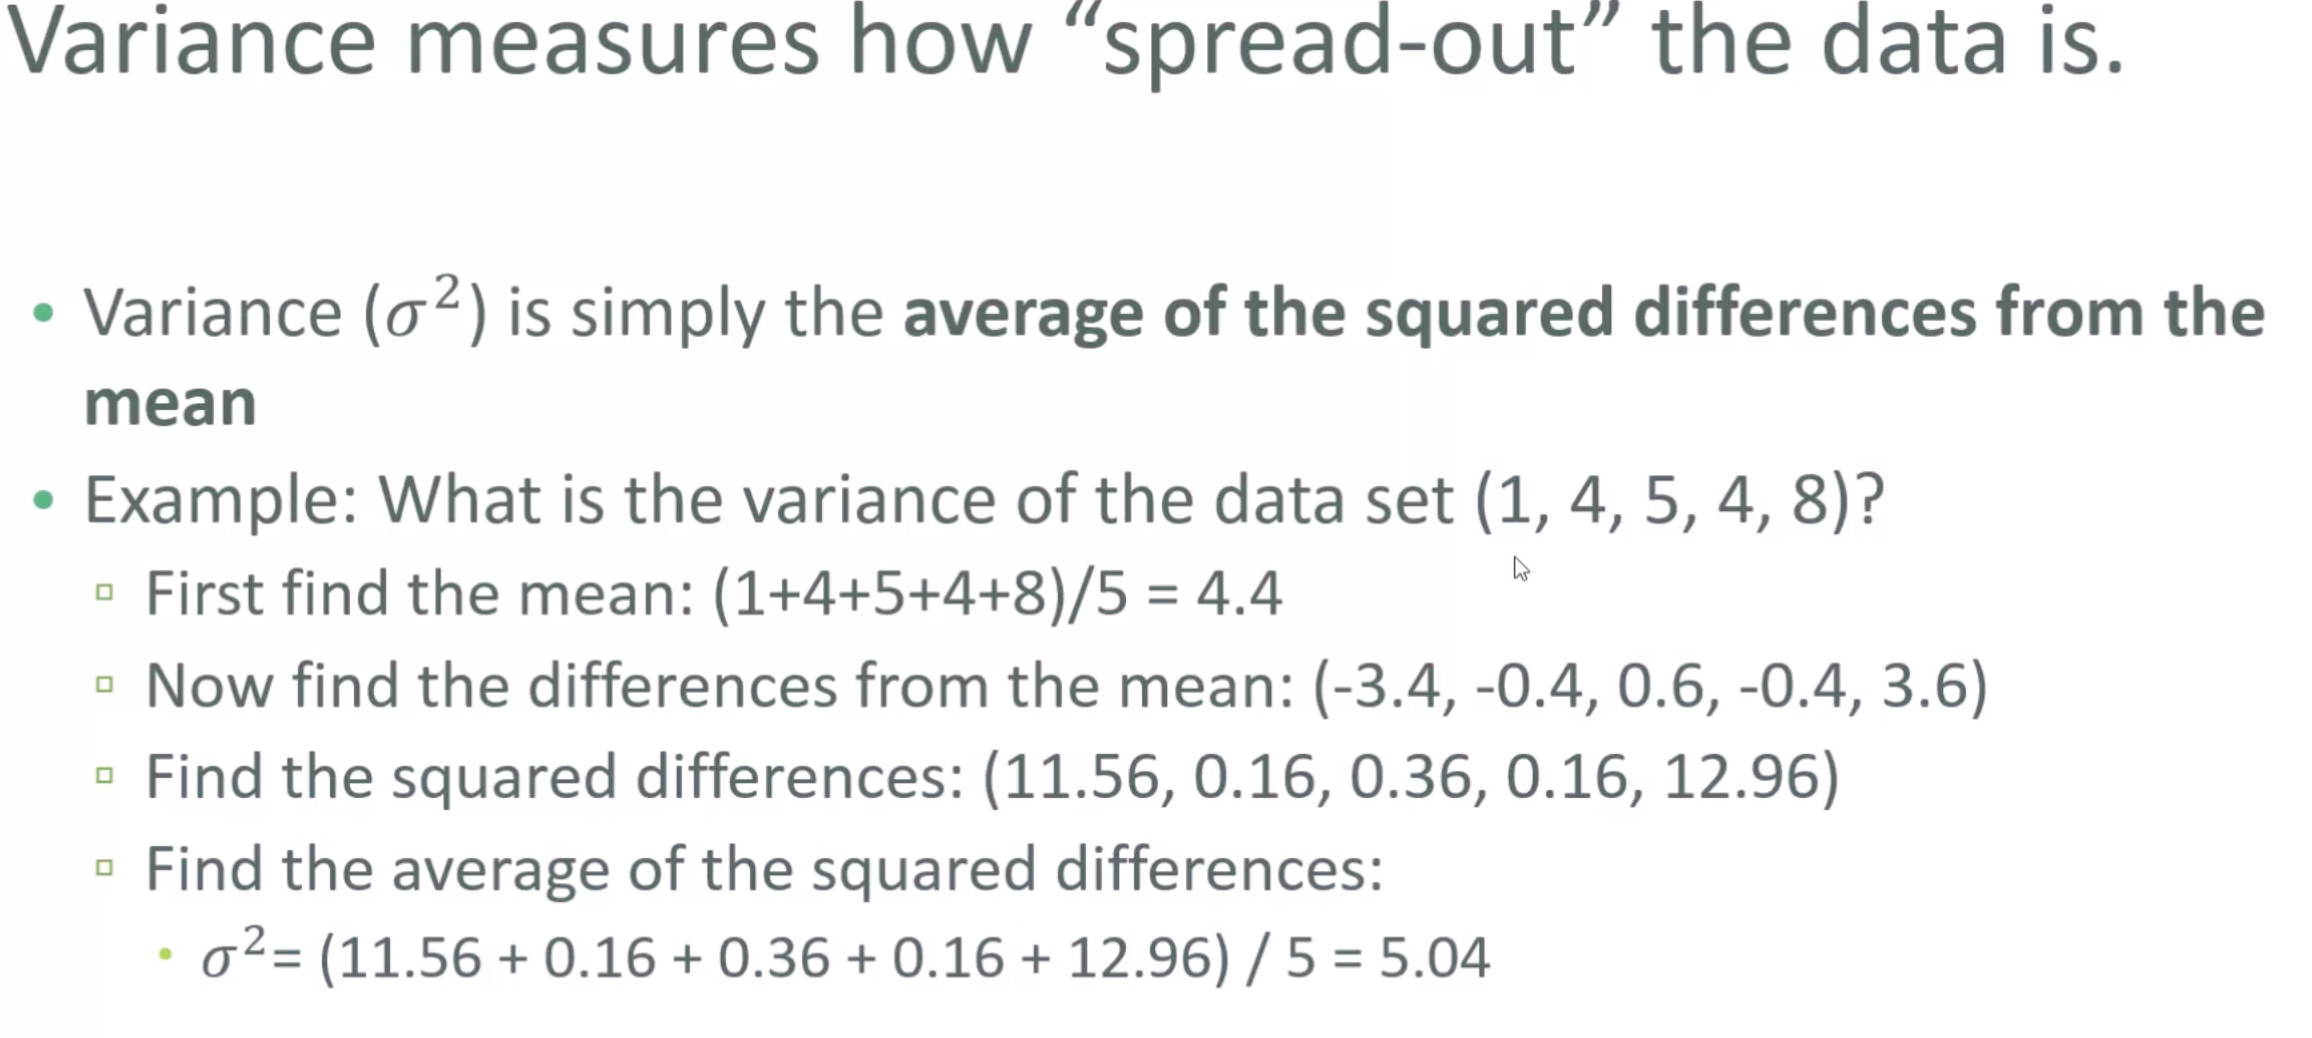 Variance measures how “spread-out” the data is.
• Variance (σ²) is simply the average of the squared differences from the
mean
• Example: What is the variance of the data set (1, 4, 5, 4, 8)?
▫ First find the mean: (1+4+5+4+8)/5 = 4.4
▫ Now find the differences from the mean: (-3.4, -0.4, 0.6, -0.4, 3.6)
▫ Find the squared differences: (11.56, 0.16, 0.36, 0.16, 12.96)
▫ Find the average of the squared differences:
• σ²= (11.56 + 0.16 + 0.36 + 0.16 + 12.96) / 5 = 5.04